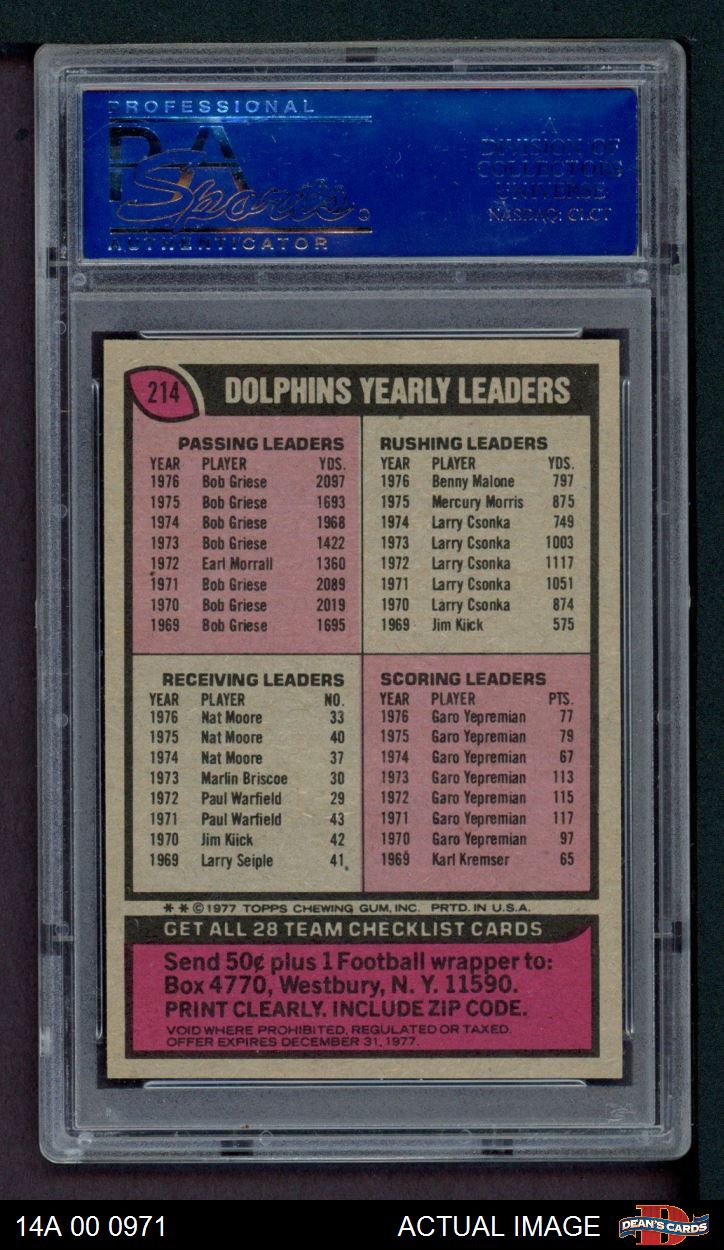 PROFESSIONAL
PSA
Sports
AUTHENTICATOR
A
DIVISION OF
COLLECTORS
UNIVERSE
NASDAQ: CLCT
214 DOLPHINS YEARLY LEADERS
PASSING LEADERS
YEAR PLAYER YDS.
1976 Bob Griese 2097
1975 Bob Griese 1693
1974 Bob Griese 1968
1973 Bob Griese 1422
1972 Earl Morrall 1360
1971 Bob Griese 2089
1970 Bob Griese 2019
1969 Bob Griese 1695
RUSHING LEADERS
YEAR PLAYER YDS.
1976 Benny Malone 797
1975 Mercury Morris 875
1974 Larry Csonka 749
1973 Larry Csonka 1003
1972 Larry Csonka 1117
1971 Larry Csonka 1051
1970 Larry Csonka 874
1969 Jim Kiick 575
RECEIVING LEADERS
YEAR PLAYER NO.
1976 Nat Moore 33
1975 Nat Moore 40
1974 Nat Moore 37
1973 Marlin Briscoe 30
1972 Paul Warfield 29
1971 Paul Warfield 43
1970 Jim Kiick 42
1969 Larry Seiple 41
SCORING LEADERS
YEAR PLAYER PTS.
1976 Garo Yepremian 77
1975 Garo Yepremian 79
1974 Garo Yepremian 67
1973 Garo Yepremian 113
1972 Garo Yepremian 115
1971 Garo Yepremian 117
1970 Garo Yepremian 97
1969 Karl Kremser 65
** © 1977 TOPPS CHEWING GUM, INC. PRTD. IN U.S.A.
GET ALL 28 TEAM CHECKLIST CARDS
Send 50¢ plus 1 Football wrapper to:
Box 4770, Westbury, N.Y. 11590.
PRINT CLEARLY. INCLUDE ZIP CODE.
VOID WHERE PROHIBITED, REGULATED OR TAXED.
OFFER EXPIRES DECEMBER 31, 1977.
14A 00 0971 ACTUAL IMAGE DEAN'S CARDS